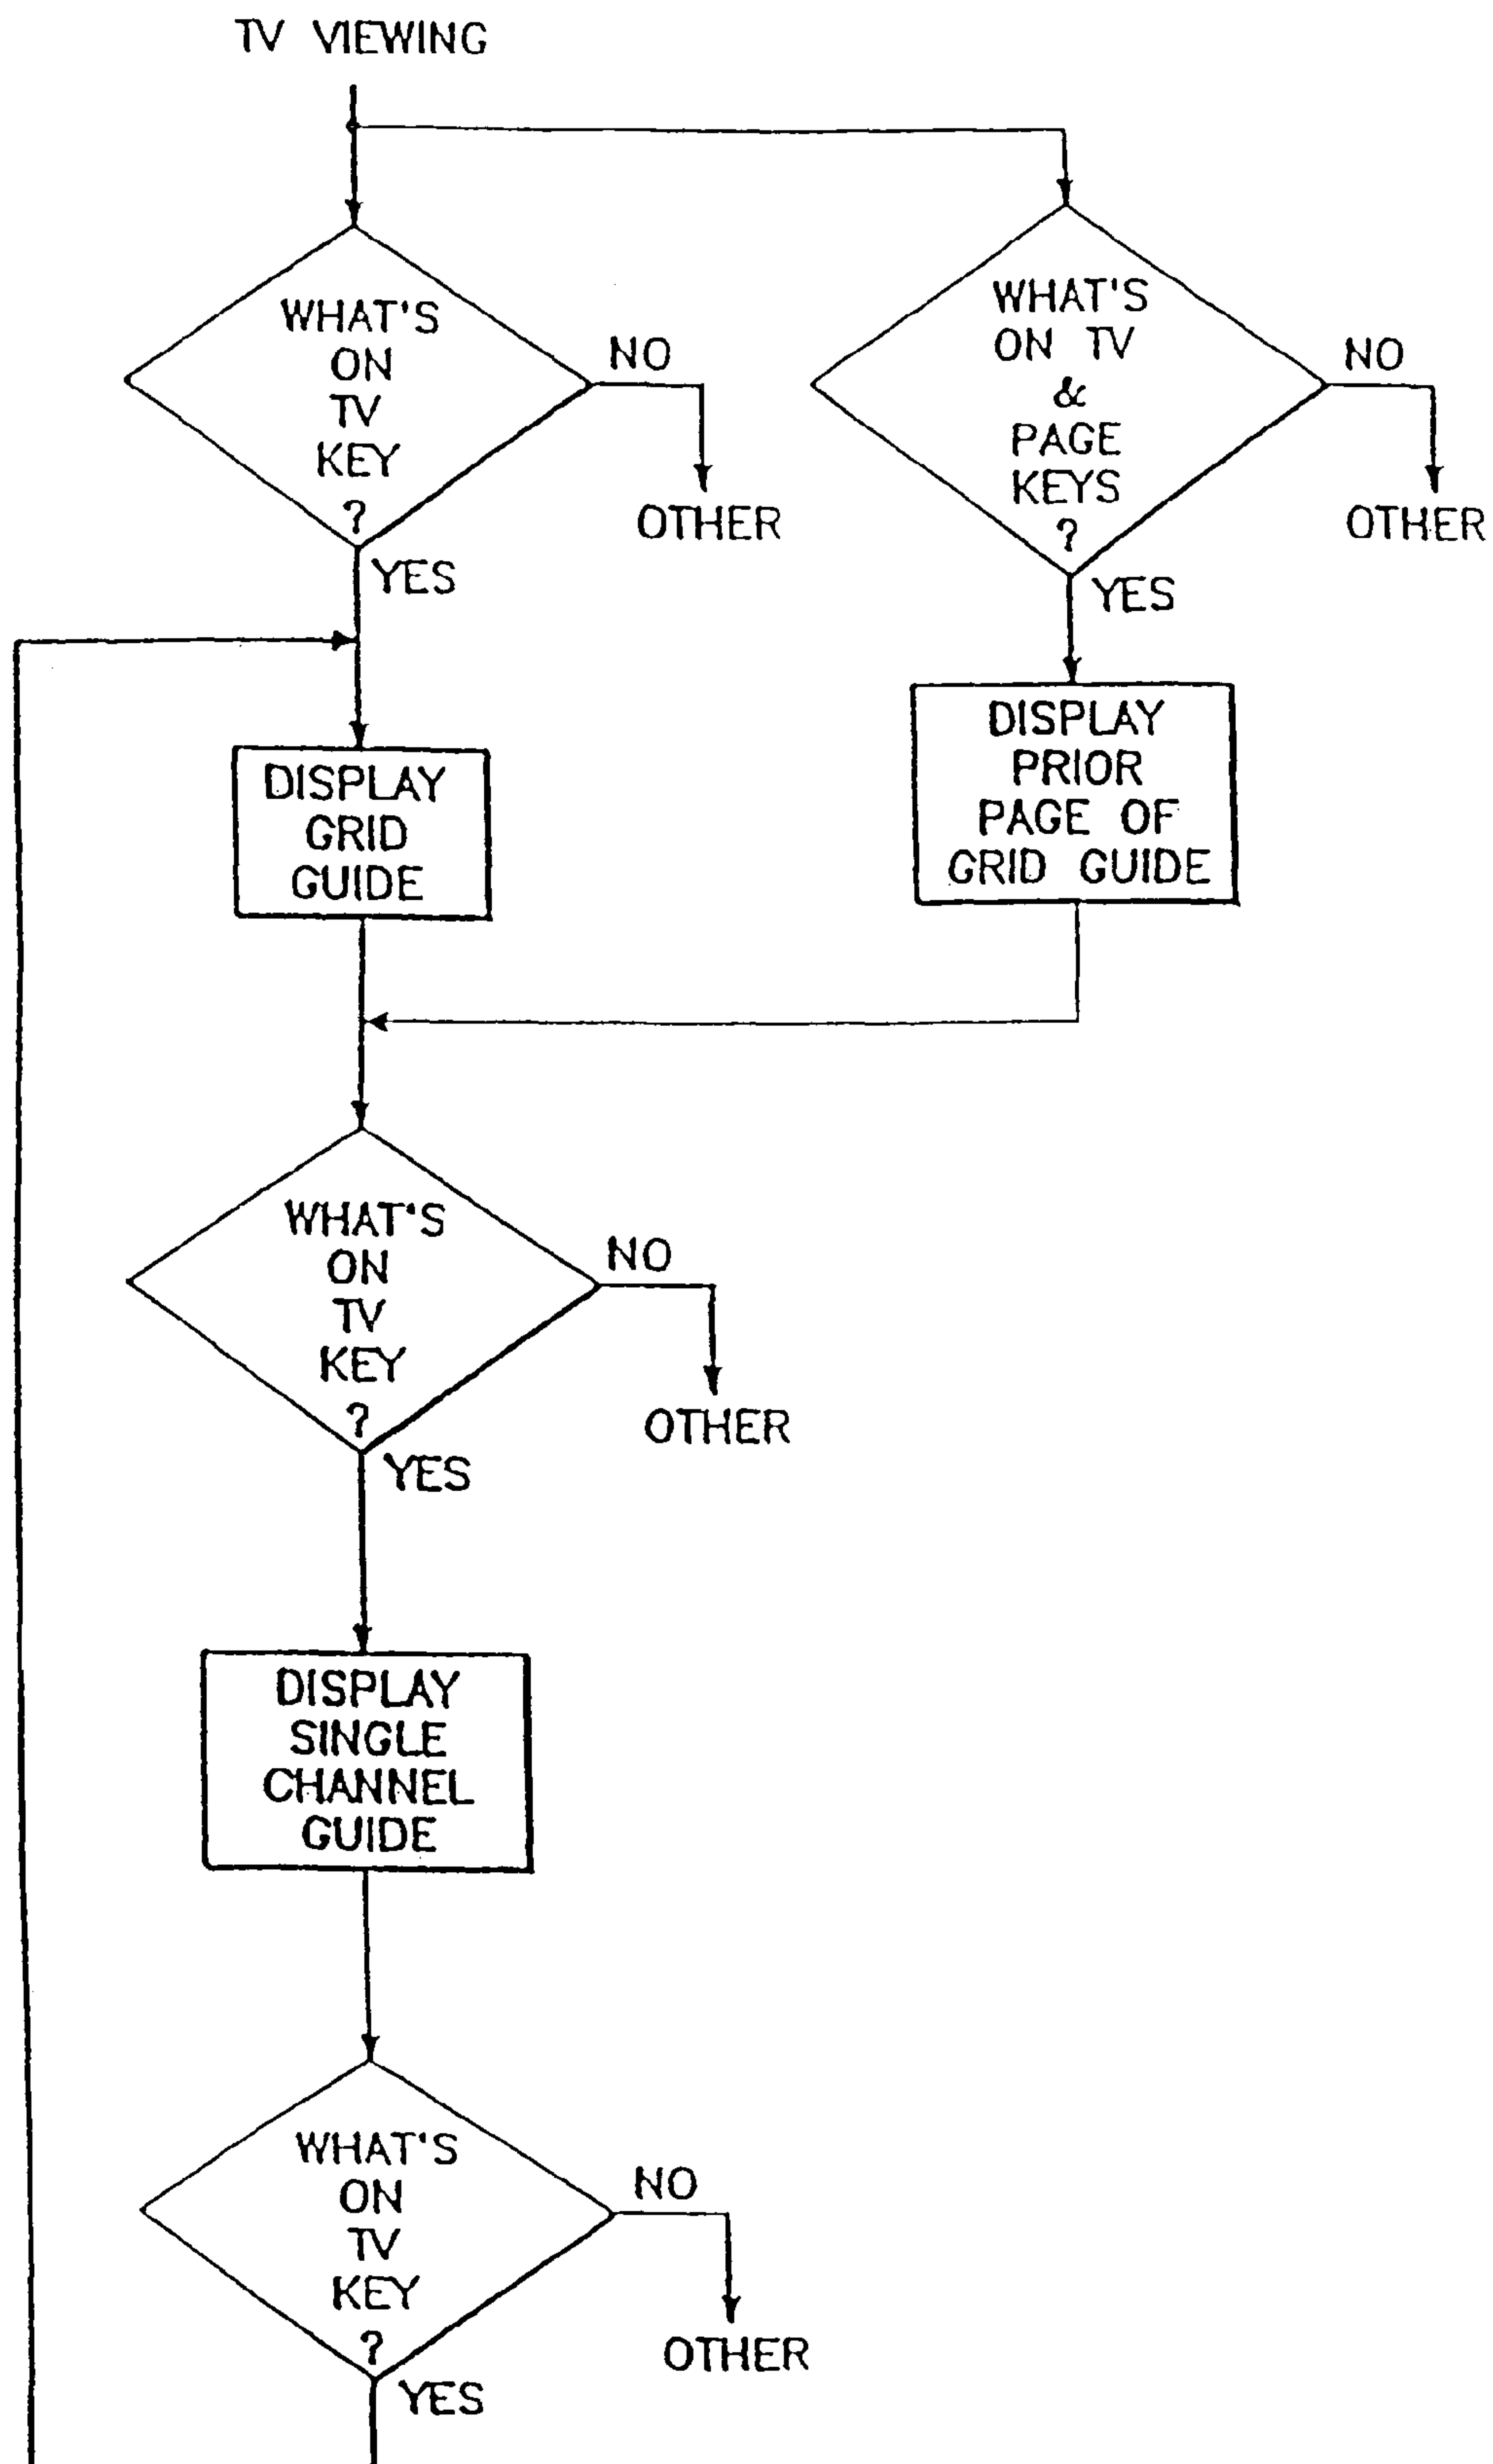 TV VIEWING
WHAT'S
ON
TV
KEY
?
NO
OTHER
YES
WHAT'S
ON TV
&
PAGE
KEYS
?
NO
OTHER
YES
DISPLAY
GRID
GUIDE
DISPLAY
PRIOR
PAGE OF
GRID GUIDE
WHAT'S
ON
TV
KEY
?
NO
OTHER
YES
DISPLAY
SINGLE
CHANNEL
GUIDE
WHAT'S
ON
TV
KEY
?
NO
OTHER
YES